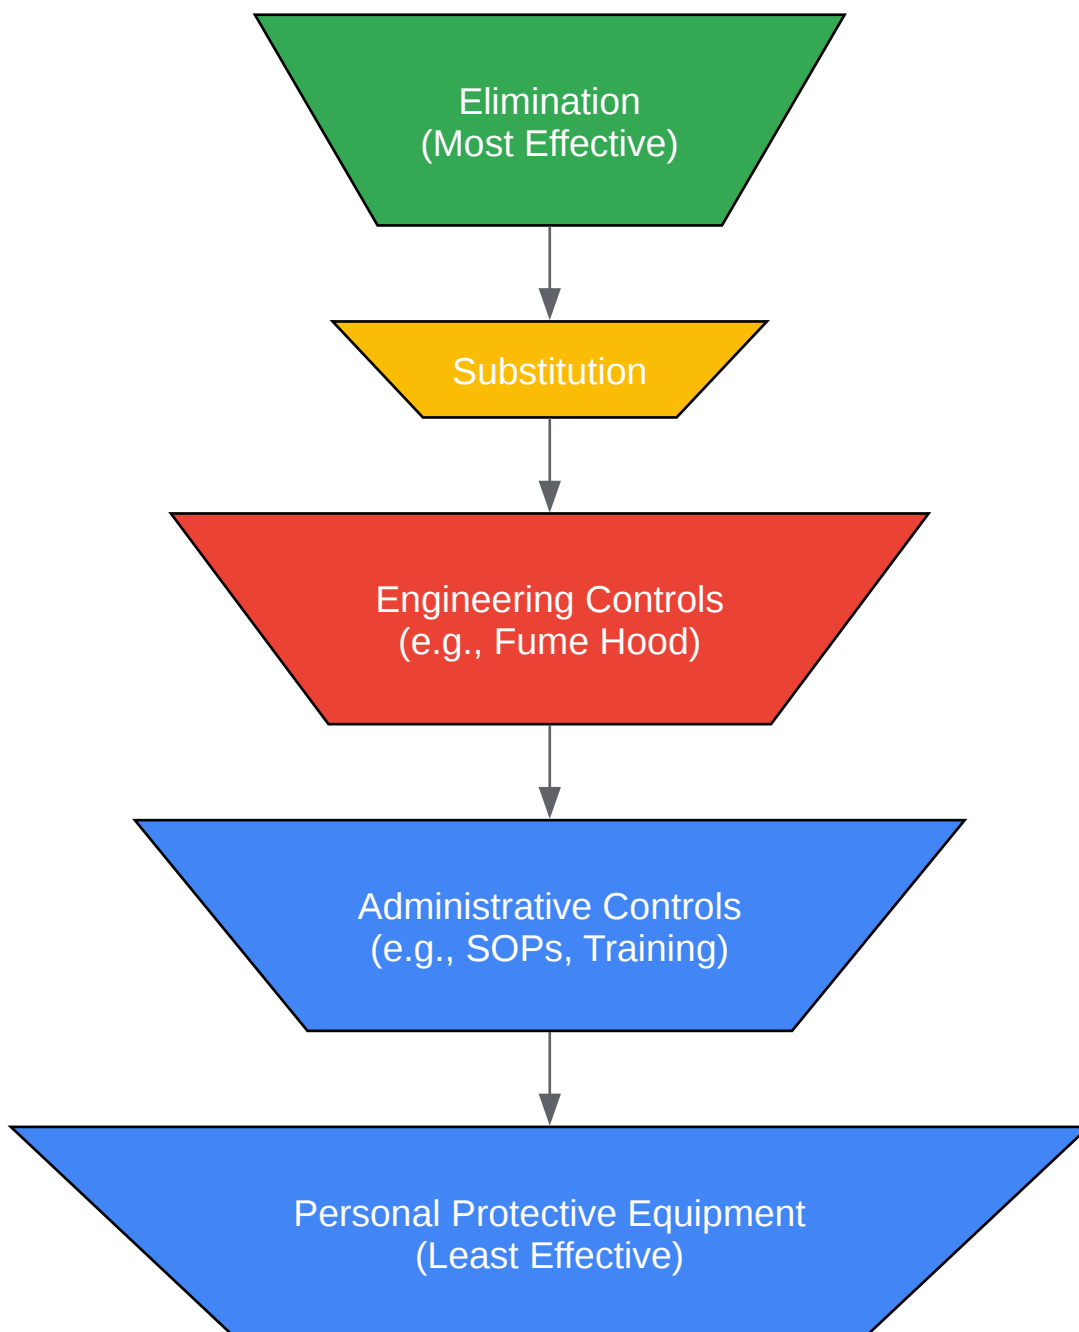 Elimination
(Most Effective)
Substitution
Engineering Controls
(e.g., Fume Hood)
Administrative Controls
(e.g., SOPs, Training)
Personal Protective Equipment
(Least Effective)